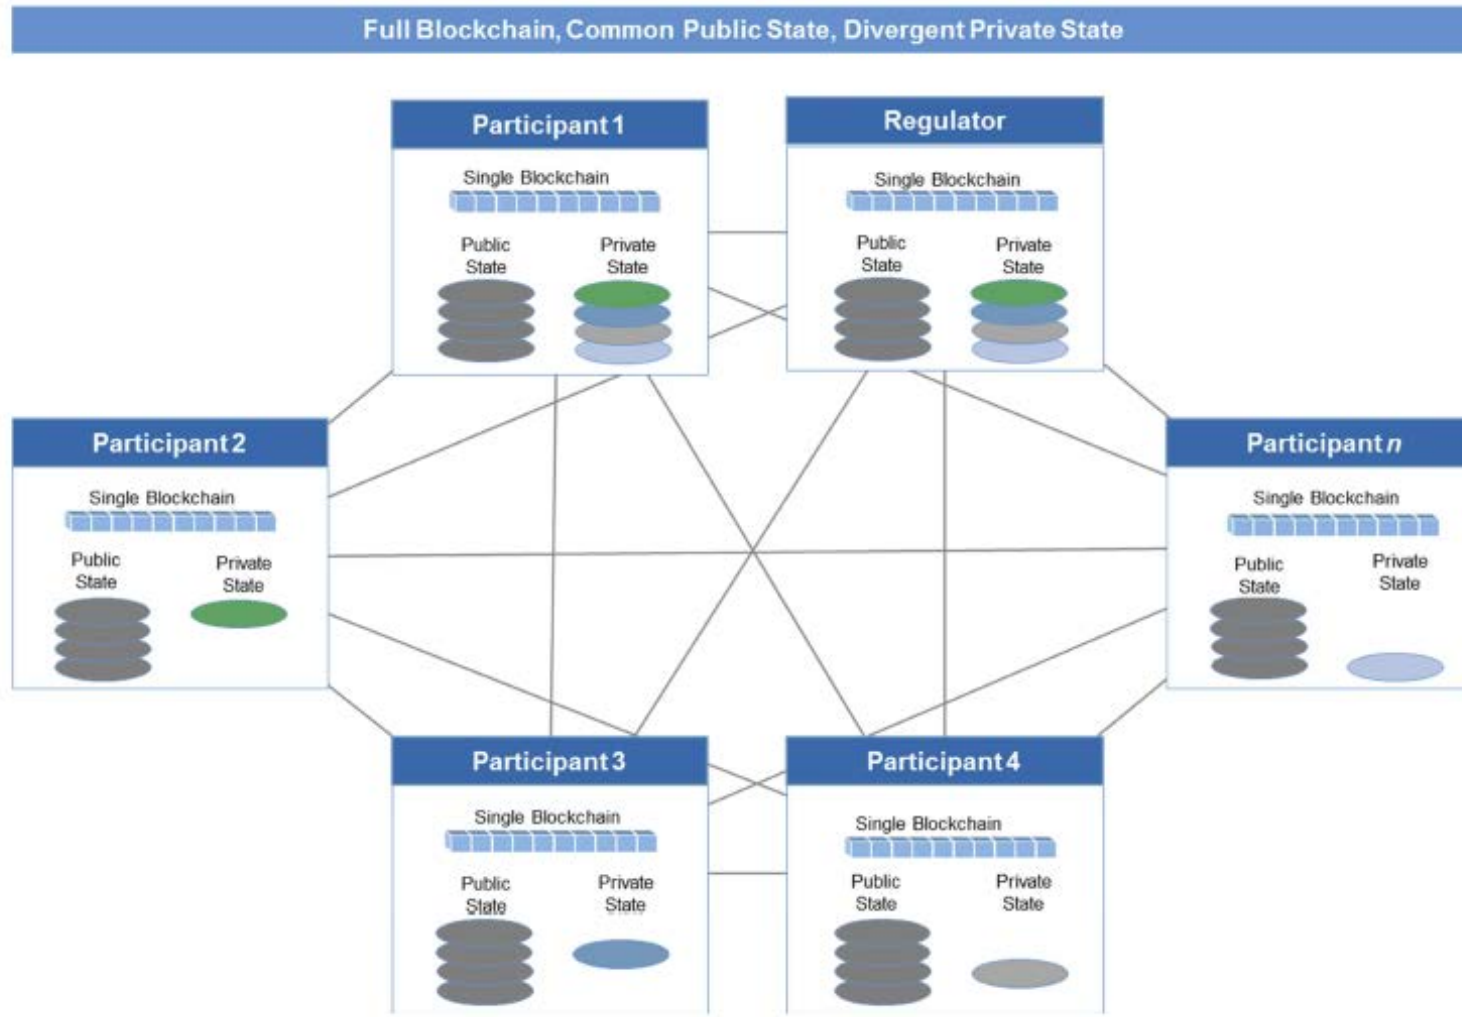 Full Blockchain, Common Public State, Divergent Private State
Participant 1
Single Blockchain
Public
State
Private
State
Regulator
Single Blockchain
Public
State
Private
State
Participant 2
Single Blockchain
Public
State
Private
State
Participant n
Single Blockchain
Public
State
Private
State
Participant 3
Single Blockchain
Public
State
Private
State
Participant 4
Single Blockchain
Public
State
Private
State